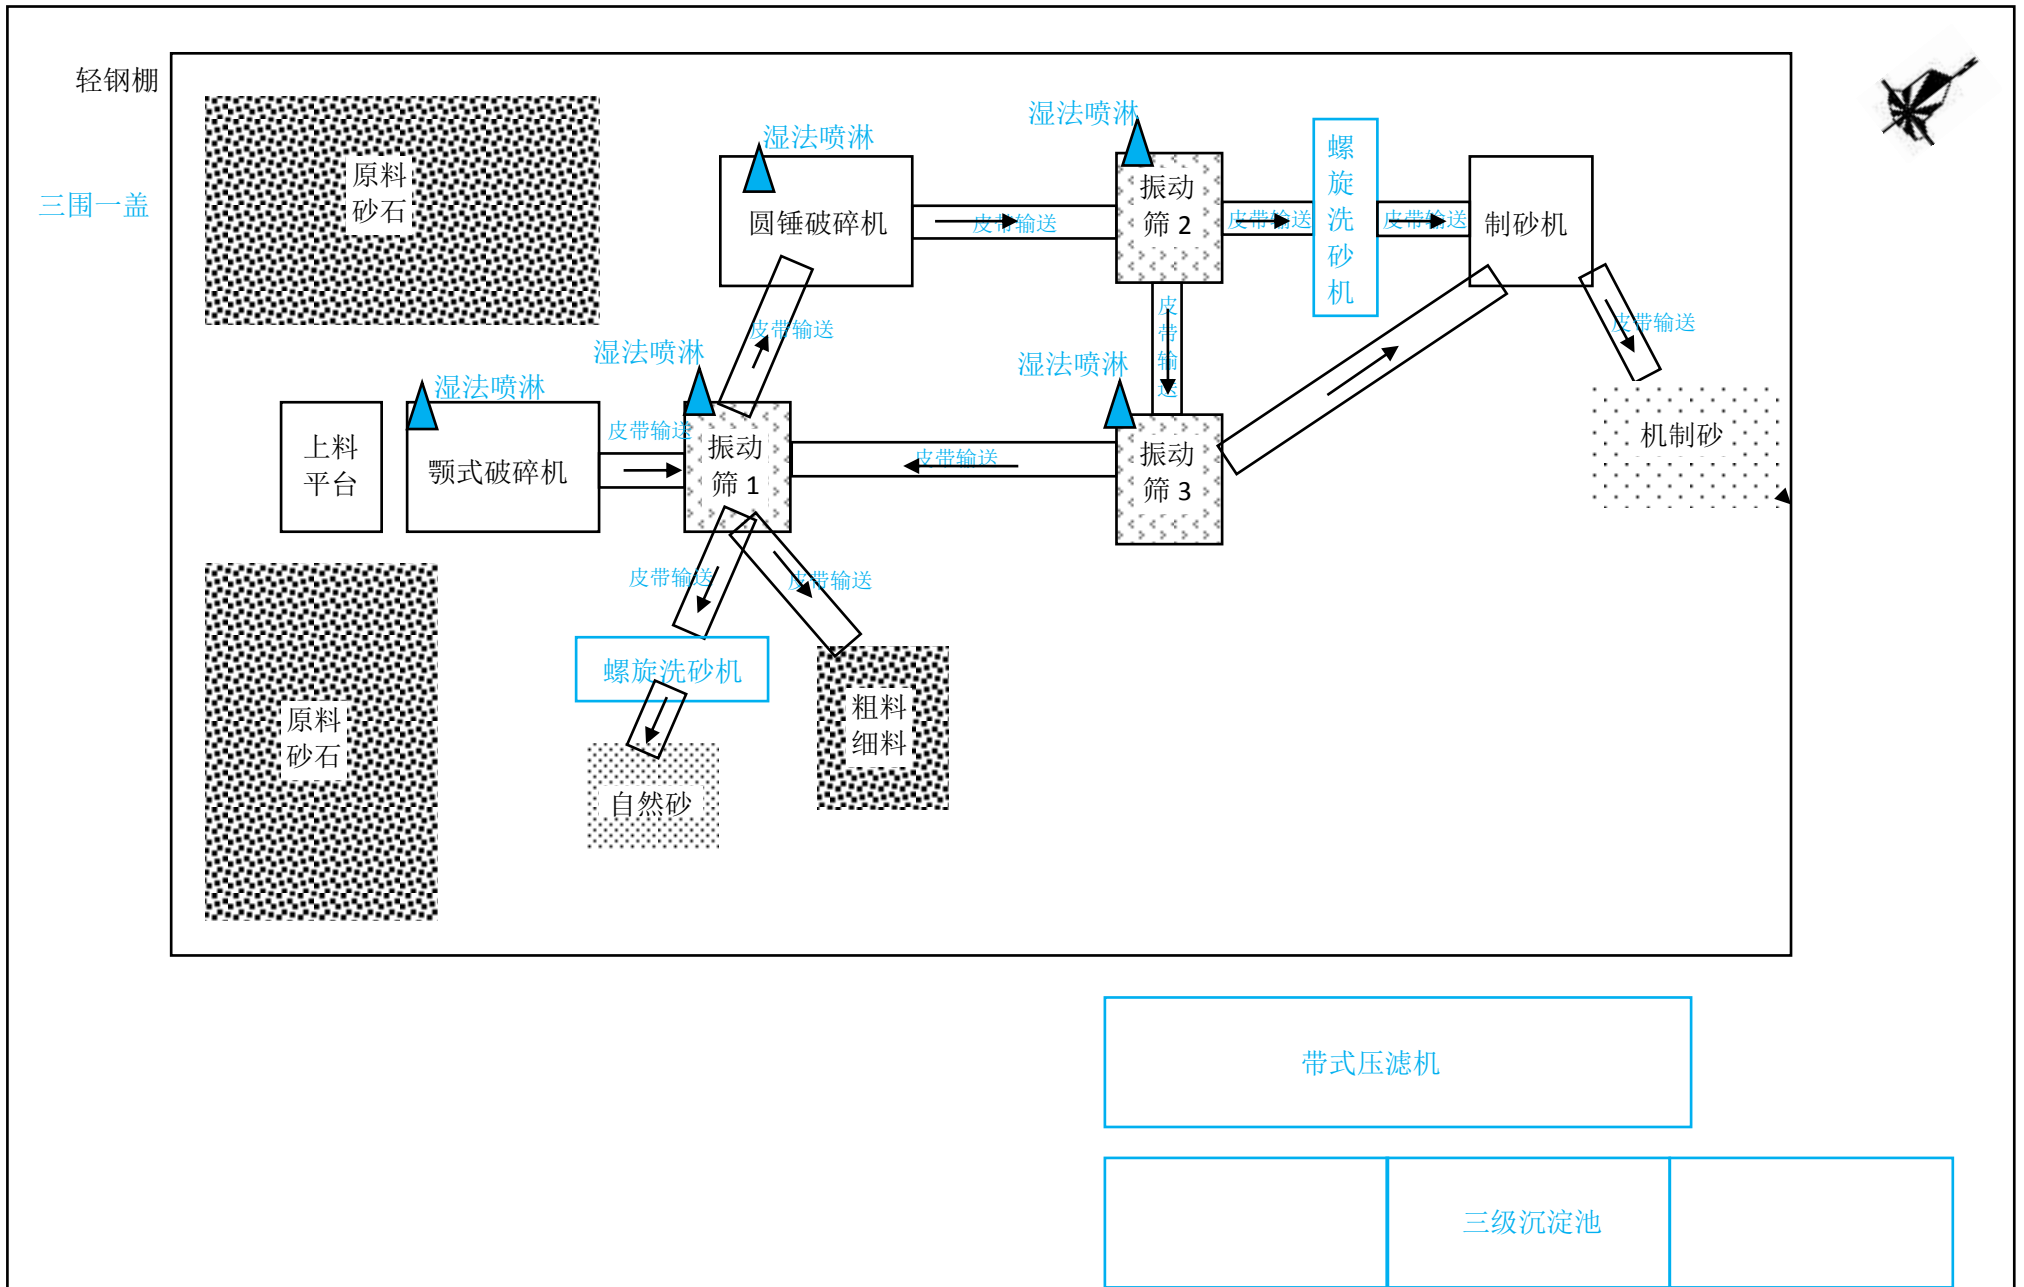 轻钢棚
三围一盖
原料
砂石
湿法喷淋
圆锤破碎机
皮带输送
湿法喷淋
振动
筛 2
皮带输送
螺
旋
洗
砂
机
皮带输送
制砂机
皮带输送
皮
带
输
送
湿法喷淋
皮带输送
湿法喷淋
湿法喷淋
上料
平台
颚式破碎机
皮带输送
振动
筛 1
皮带输送
振动
筛 3
机制砂
皮带输送
皮带输送
螺旋洗砂机
原料
砂石
粗料
细料
自然砂
带式压滤机
三级沉淀池